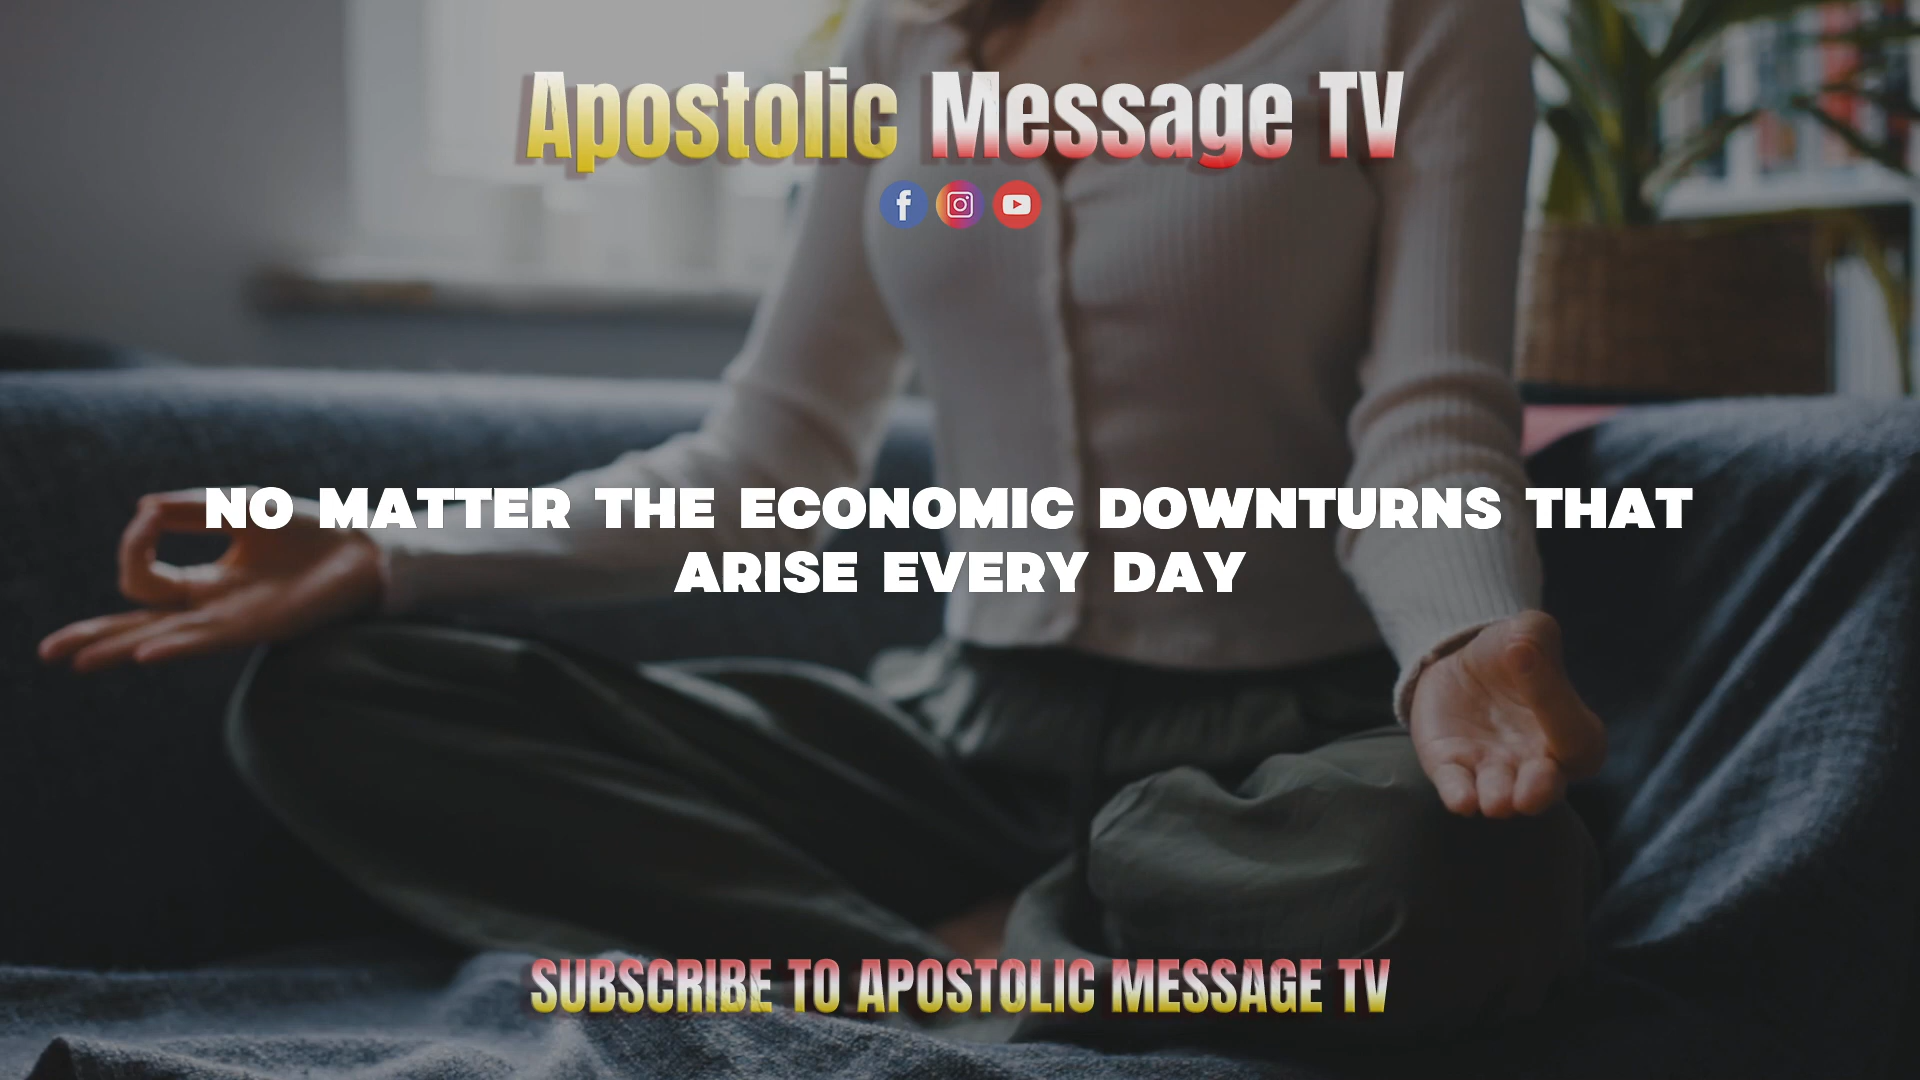 Apostolic Message TV
NO MATTER THE ECONOMIC DOWNTURNS THAT
ARISE EVERY DAY
SUBSCRIBE TO APOSTOLIC MESSAGE TV